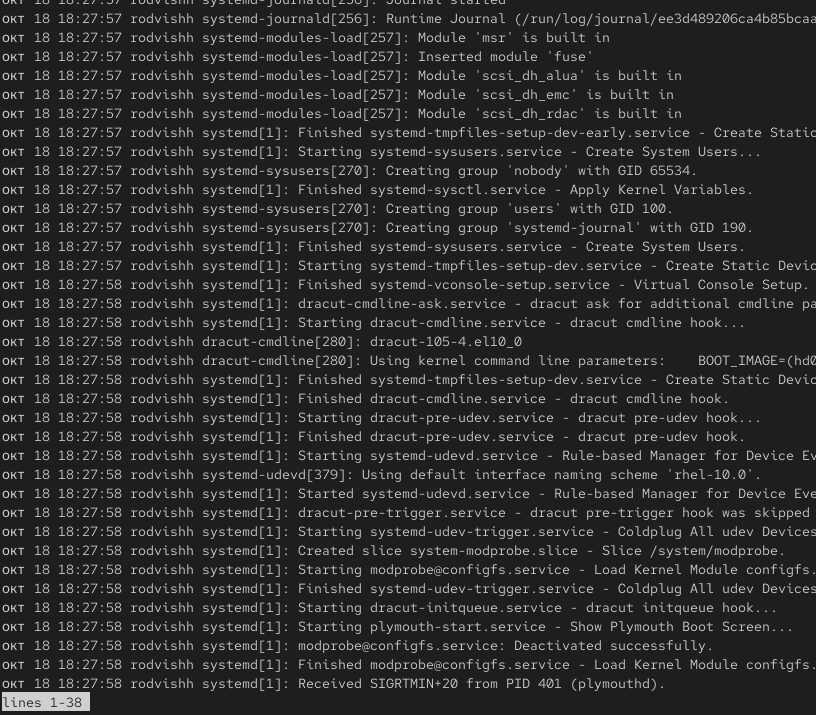 окт 18 18:27:57 rodvishh systemd-journald[256]: Journal started
окт 18 18:27:57 rodvishh systemd-journald[256]: Runtime Journal (/run/log/journal/ee3d489206ca4b85bcaa
окт 18 18:27:57 rodvishh systemd-modules-load[257]: Module 'msr' is built in
окт 18 18:27:57 rodvishh systemd-modules-load[257]: Inserted module 'fuse'
окт 18 18:27:57 rodvishh systemd-modules-load[257]: Module 'scsi_dh_alua' is built in
окт 18 18:27:57 rodvishh systemd-modules-load[257]: Module 'scsi_dh_emc' is built in
окт 18 18:27:57 rodvishh systemd-modules-load[257]: Module 'scsi_dh_rdac' is built in
окт 18 18:27:57 rodvishh systemd[1]: Finished systemd-tmpfiles-setup-dev-early.service - Create Static
окт 18 18:27:57 rodvishh systemd[1]: Starting systemd-sysusers.service - Create System Users...
окт 18 18:27:57 rodvishh systemd-sysusers[270]: Creating group 'nobody' with GID 65534.
окт 18 18:27:57 rodvishh systemd[1]: Finished systemd-sysctl.service - Apply Kernel Variables.
окт 18 18:27:57 rodvishh systemd-sysusers[270]: Creating group 'users' with GID 100.
окт 18 18:27:57 rodvishh systemd-sysusers[270]: Creating group 'systemd-journal' with GID 190.
окт 18 18:27:57 rodvishh systemd[1]: Finished systemd-sysusers.service - Create System Users.
окт 18 18:27:57 rodvishh systemd[1]: Starting systemd-tmpfiles-setup-dev.service - Create Static Devic
окт 18 18:27:58 rodvishh systemd[1]: Finished systemd-vconsole-setup.service - Virtual Console Setup.
окт 18 18:27:58 rodvishh systemd[1]: dracut-cmdline-ask.service - dracut ask for additional cmdline pa
окт 18 18:27:58 rodvishh systemd[1]: Starting dracut-cmdline.service - dracut cmdline hook...
окт 18 18:27:58 rodvishh dracut-cmdline[280]: dracut-105-4.el10_0
окт 18 18:27:58 rodvishh dracut-cmdline[280]: Using kernel command line parameters:    BOOT_IMAGE=(hd0
окт 18 18:27:58 rodvishh systemd[1]: Finished systemd-tmpfiles-setup-dev.service - Create Static Devic
окт 18 18:27:58 rodvishh systemd[1]: Finished dracut-cmdline.service - dracut cmdline hook.
окт 18 18:27:58 rodvishh systemd[1]: Starting dracut-pre-udev.service - dracut pre-udev hook...
окт 18 18:27:58 rodvishh systemd[1]: Finished dracut-pre-udev.service - dracut pre-udev hook.
окт 18 18:27:58 rodvishh systemd[1]: Starting systemd-udevd.service - Rule-based Manager for Device Ev
окт 18 18:27:58 rodvishh systemd-udevd[379]: Using default interface naming scheme 'rhel-10.0'.
окт 18 18:27:58 rodvishh systemd[1]: Started systemd-udevd.service - Rule-based Manager for Device Eve
окт 18 18:27:58 rodvishh systemd[1]: dracut-pre-trigger.service - dracut pre-trigger hook was skipped
окт 18 18:27:58 rodvishh systemd[1]: Starting systemd-udev-trigger.service - Coldplug All udev Devices
окт 18 18:27:58 rodvishh systemd[1]: Created slice system-modprobe.slice - Slice /system/modprobe.
окт 18 18:27:58 rodvishh systemd[1]: Starting modprobe@configfs.service - Load Kernel Module configfs.
окт 18 18:27:58 rodvishh systemd[1]: Finished systemd-udev-trigger.service - Coldplug All udev Devices
окт 18 18:27:58 rodvishh systemd[1]: Starting dracut-initqueue.service - dracut initqueue hook...
окт 18 18:27:58 rodvishh systemd[1]: Starting plymouth-start.service - Show Plymouth Boot Screen...
окт 18 18:27:58 rodvishh systemd[1]: modprobe@configfs.service: Deactivated successfully.
окт 18 18:27:58 rodvishh systemd[1]: Finished modprobe@configfs.service - Load Kernel Module configfs.
окт 18 18:27:58 rodvishh systemd[1]: Received SIGRTMIN+20 from PID 401 (plymouthd).
lines 1-38